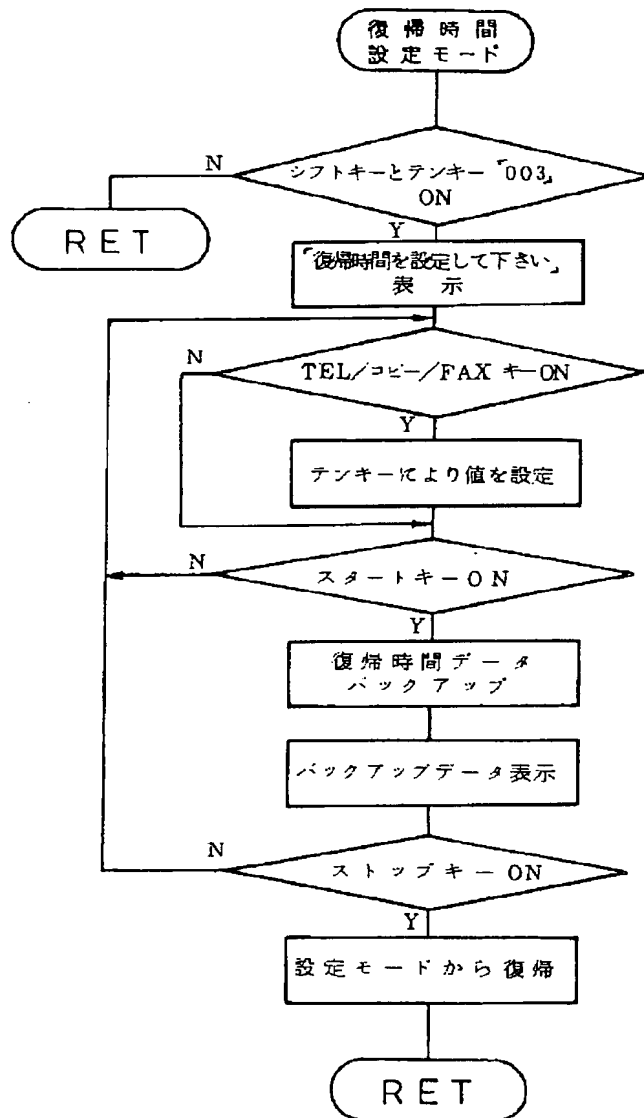 復帰時間
設定モード
N
シフトキーとテンキー「003」
ON
RET
Y
「復帰時間を設定して下さい」
表示
N
TEL/コピー/FAX キーON
Y
テンキーにより値を設定
N
スタートキーON
Y
復帰時間データ
バックアップ
バックアップデータ表示
N
ストップキーON
Y
設定モードから復帰
RET